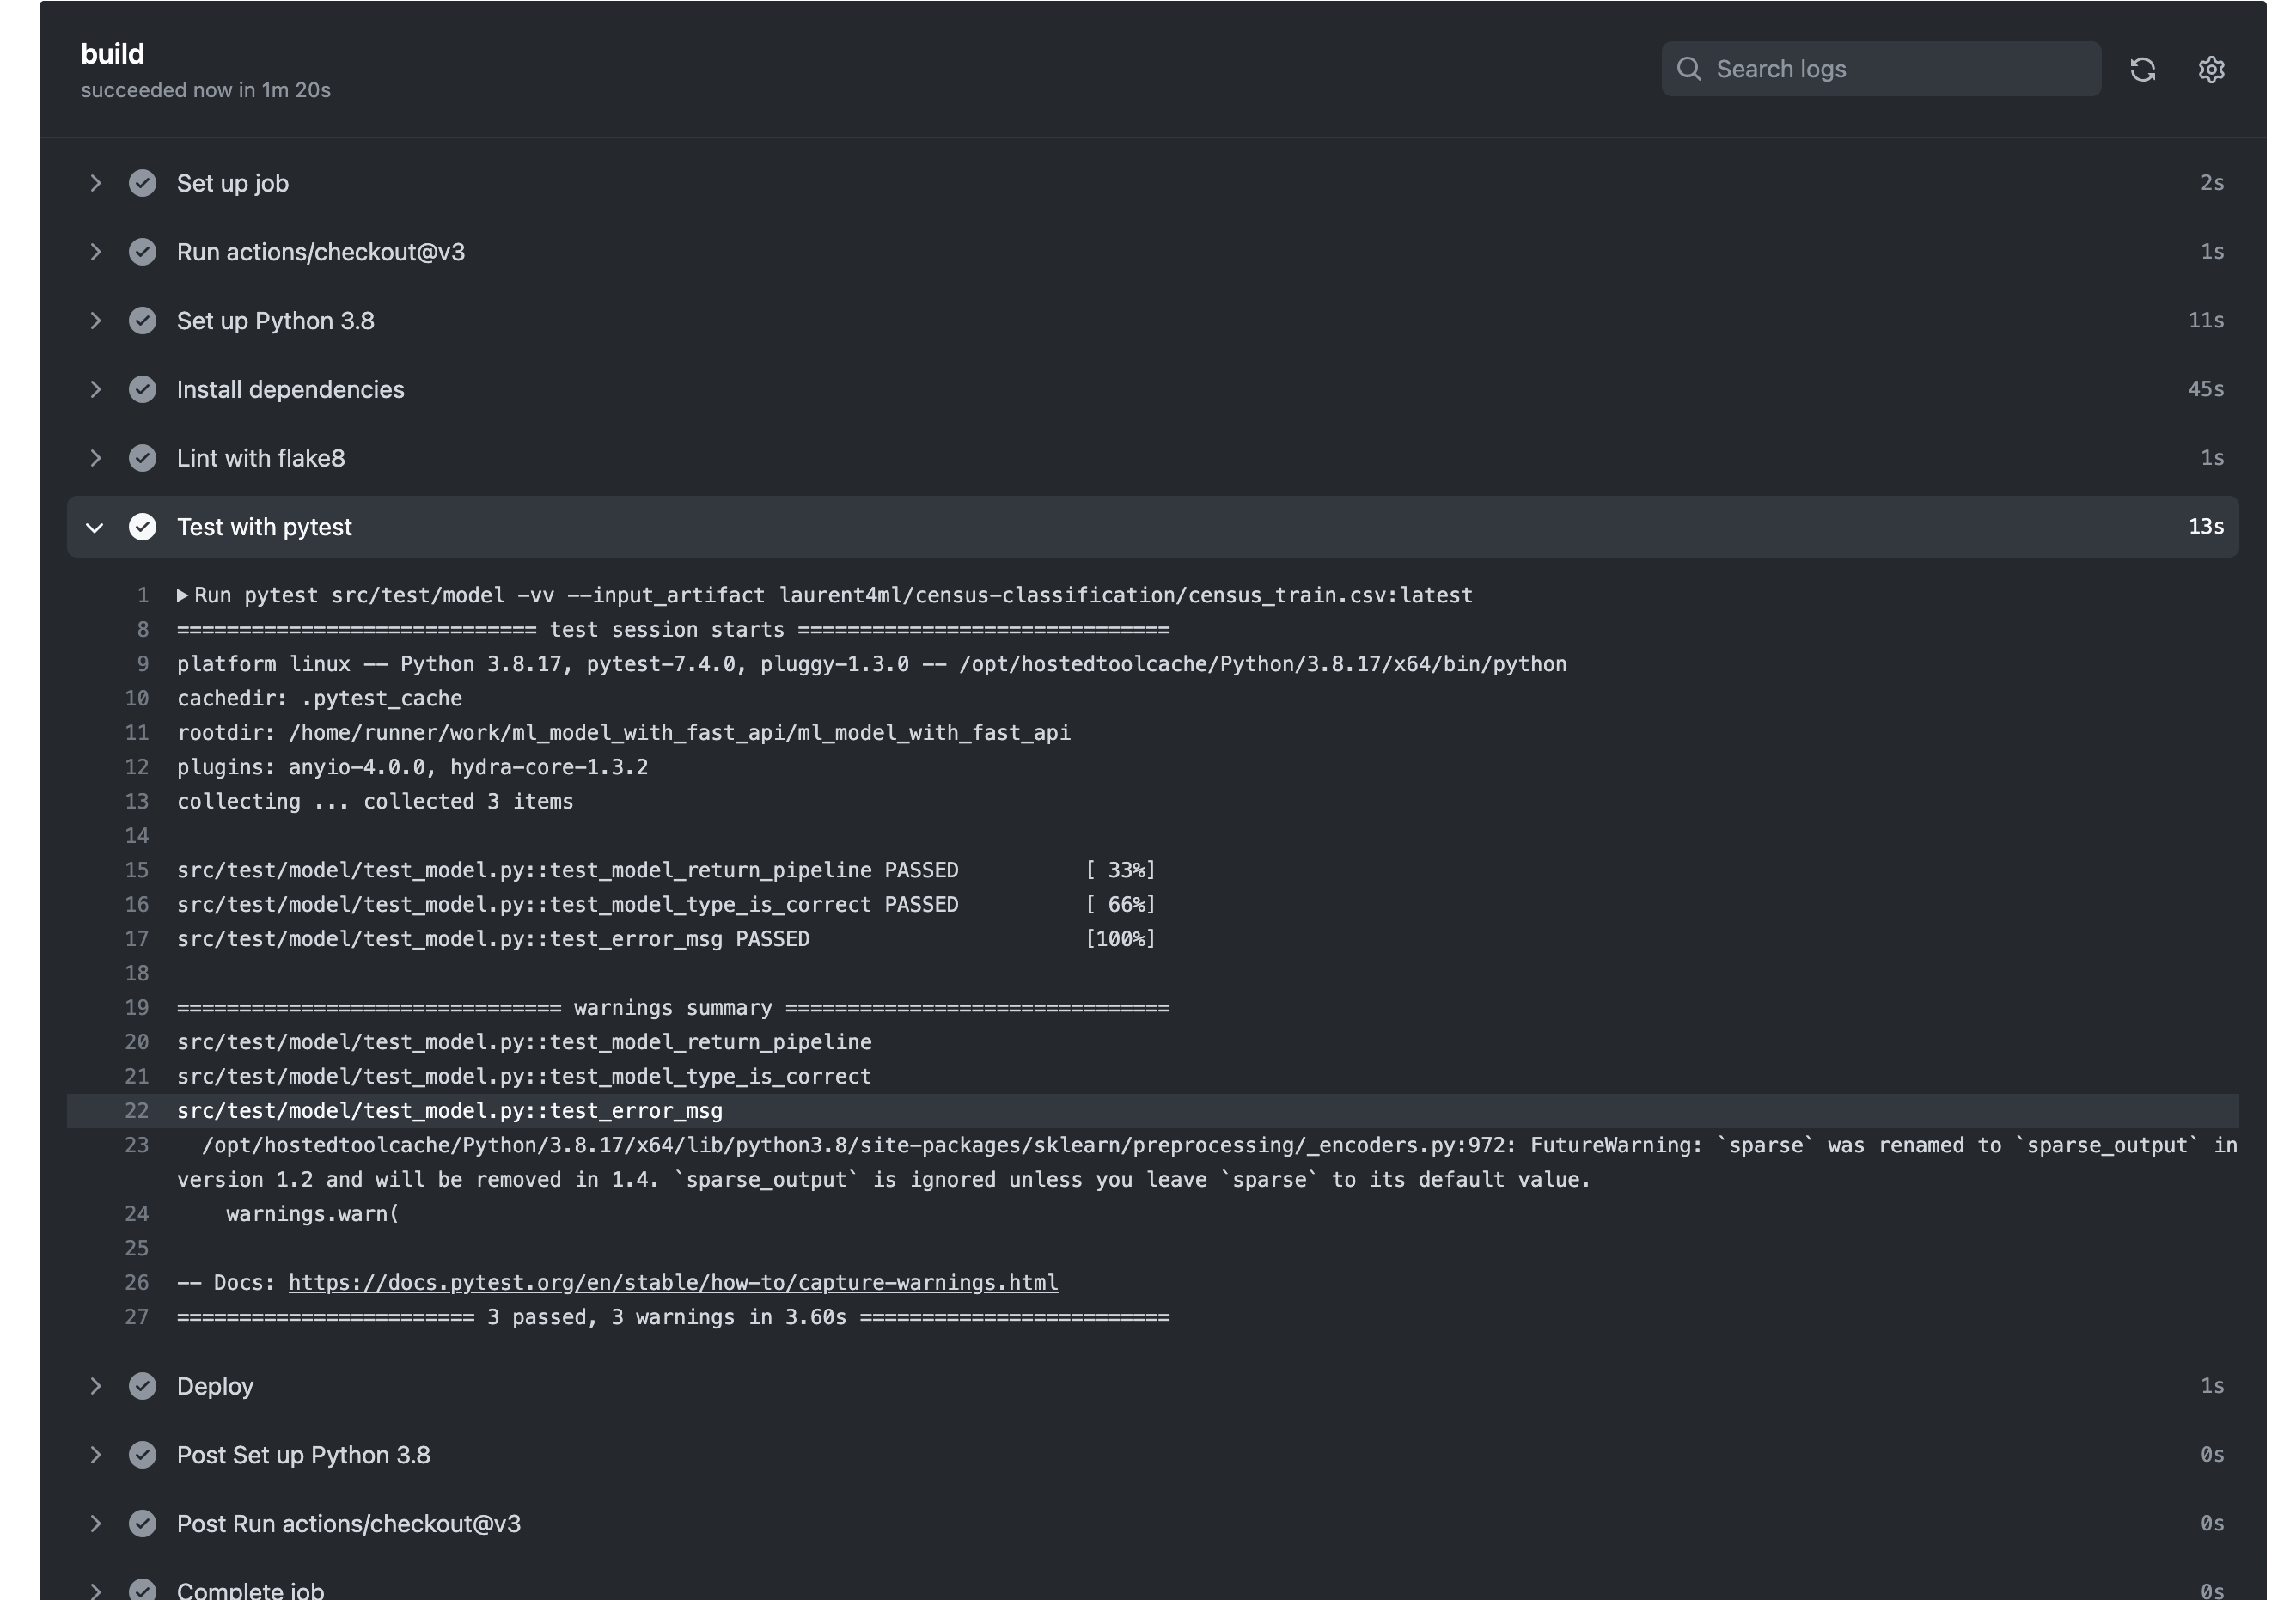 build
succeeded now in 1m 20s
Search logs
Set up job 2s
Run actions/checkout@v3 1s
Set up Python 3.8 11s
Install dependencies 45s
Lint with flake8 1s
Test with pytest 13s
1 Run pytest src/test/model -vv --input_artifact laurent4ml/census-classification/census_train.csv:latest
8 ============================= test session starts ==============================
9 platform linux -- Python 3.8.17, pytest-7.4.0, pluggy-1.3.0 -- /opt/hostedtoolcache/Python/3.8.17/x64/bin/python
10 cachedir: .pytest_cache
11 rootdir: /home/runner/work/ml_model_with_fast_api/ml_model_with_fast_api
12 plugins: anyio-4.0.0, hydra-core-1.3.2
13 collecting ... collected 3 items
14
15 src/test/model/test_model.py::test_model_return_pipeline PASSED [ 33%]
16 src/test/model/test_model.py::test_model_type_is_correct PASSED [ 66%]
17 src/test/model/test_model.py::test_error_msg PASSED [100%]
18
19 =============================== warnings summary ===============================
20 src/test/model/test_model.py::test_model_return_pipeline
21 src/test/model/test_model.py::test_model_type_is_correct
22 src/test/model/test_model.py::test_error_msg
23 /opt/hostedtoolcache/Python/3.8.17/x64/lib/python3.8/site-packages/sklearn/preprocessing/_encoders.py:972: FutureWarning: `sparse` was renamed to `sparse_output` in
version 1.2 and will be removed in 1.4. `sparse_output` is ignored unless you leave `sparse` to its default value.
24 warnings.warn(
25
26 -- Docs: https://docs.pytest.org/en/stable/how-to/capture-warnings.html
27 ======================== 3 passed, 3 warnings in 3.60s =========================
Deploy 1s
Post Set up Python 3.8 0s
Post Run actions/checkout@v3 0s
Complete job 0s